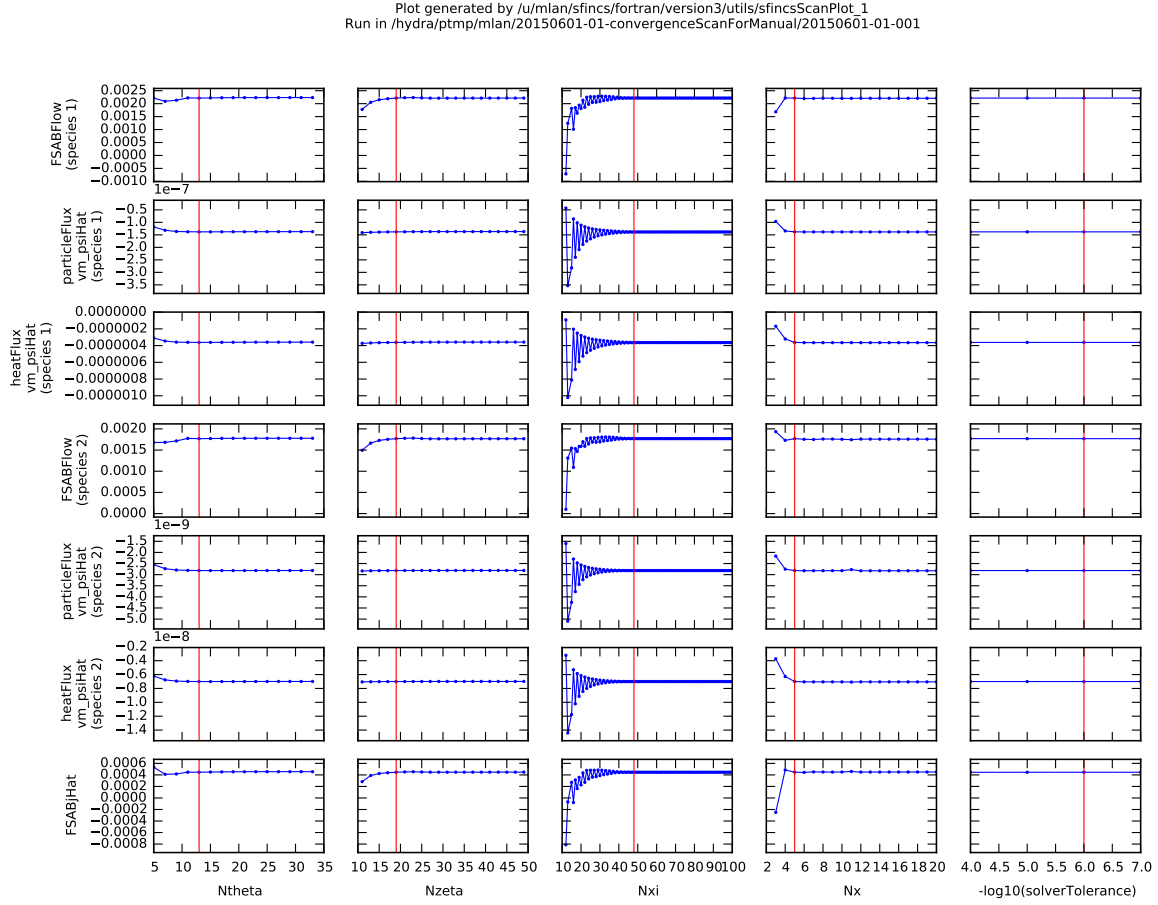 Plot generated by /u/mlan/sfincs/fortran/version3/utils/sfincsScanPlot_1
Run in /hydra/ptmp/mlan/20150601-01-convergenceScanForManual/20150601-01-001
FSABFlow
(species 1)
0.0025
0.0020
0.0015
0.0010
0.0005
0.0000
−0.0005
−0.0010
1e−7
particleFlux
vm_psiHat
(species 1)
−0.5
−1.0
−1.5
−2.0
−2.5
−3.0
−3.5
heatFlux
vm_psiHat
(species 1)
0.0000000
−0.0000002
−0.0000004
−0.0000006
−0.0000008
−0.0000010
FSABFlow
(species 2)
0.0020
0.0015
0.0010
0.0005
0.0000
1e−9
particleFlux
vm_psiHat
(species 2)
−1.5
−2.0
−2.5
−3.0
−3.5
−4.0
−4.5
−5.0
1e−8
heatFlux
vm_psiHat
(species 2)
−0.2
−0.4
−0.6
−0.8
−1.0
−1.2
−1.4
FSABjHat
0.0006
0.0004
0.0002
0.0000
−0.0002
−0.0004
−0.0006
−0.0008
5 10 15 20 25 30 35
10 15 20 25 30 35 40 45 50
10 20 30 40 50 60 70 80 90 100
2 4 6 8 10 12 14 16 18 20
4.0 4.5 5.0 5.5 6.0 6.5 7.0
Ntheta
Nzeta
Nxi
Nx
-log10(solverTolerance)